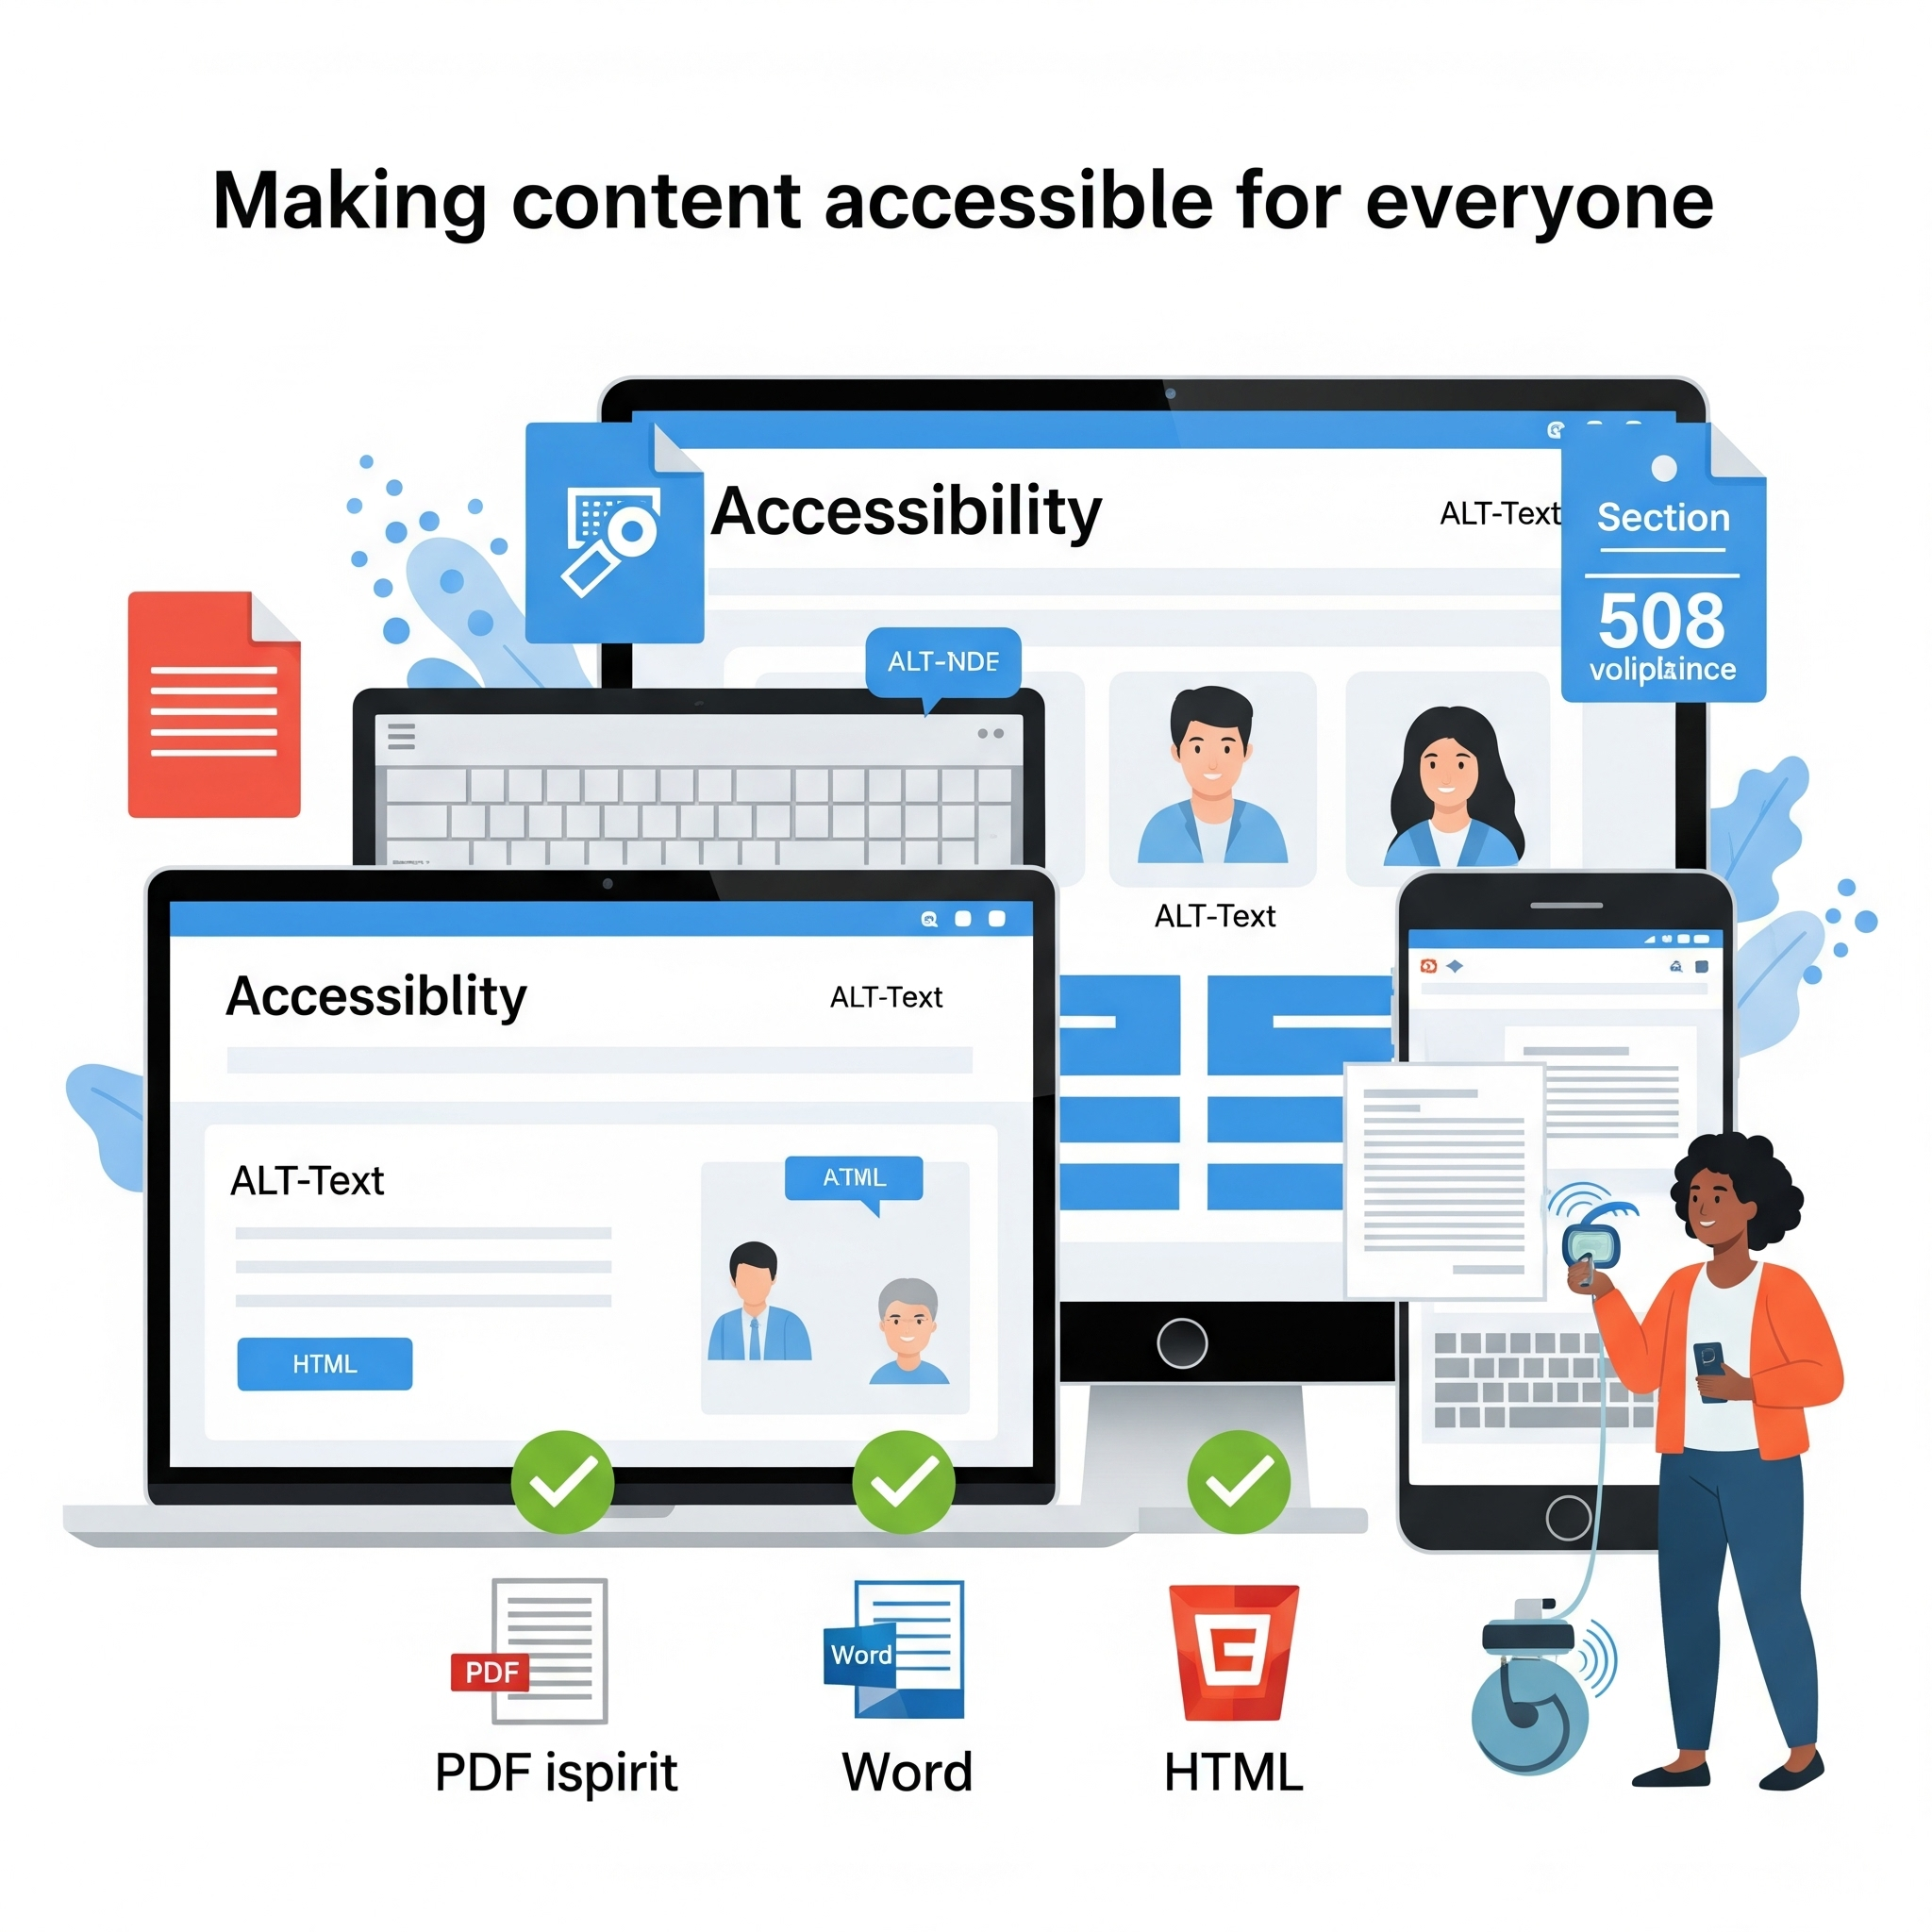 Making content accessible for everyone
Accessibility
ALT-Text
Section
508
ALT-NDE
ALT-Text
Accessiblity
ALT-Text
ALT-Text
ATML
HTML
PDF
Word
PDF ispirit
Word
HTML